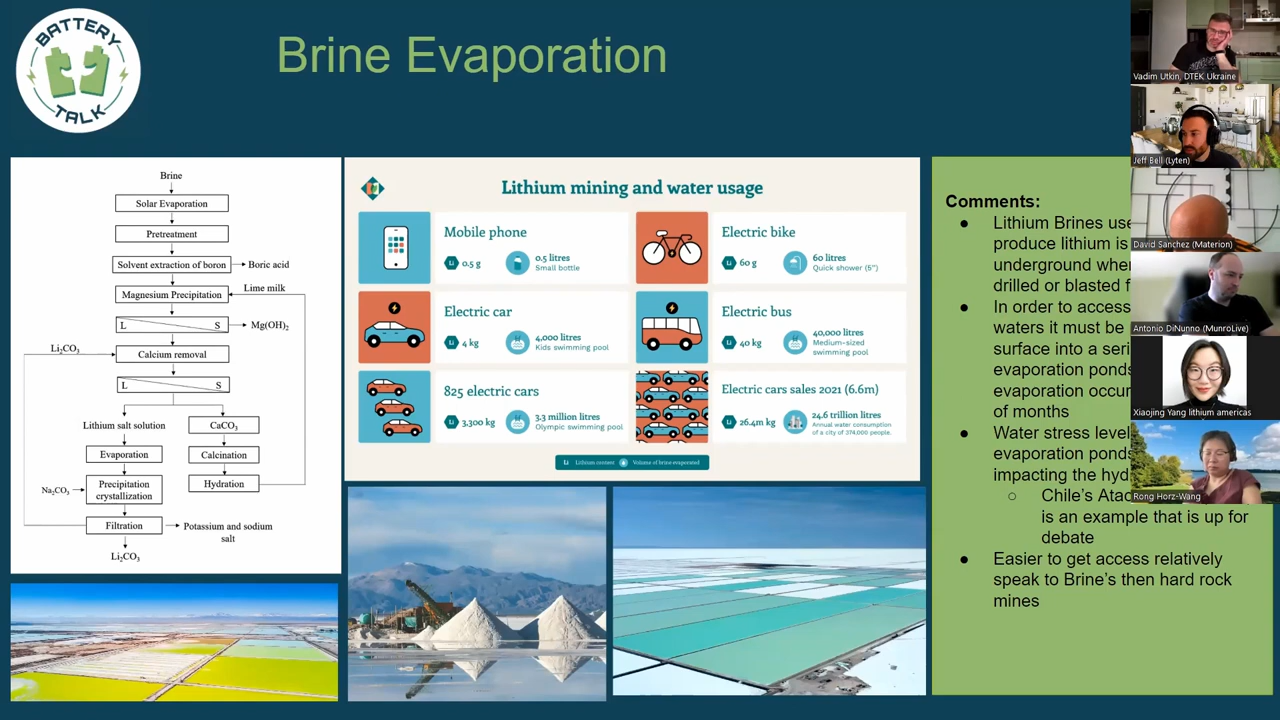 BATTERY
TALK
Brine Evaporation
Brine
Solar Evaporation
Pretreatment
Solvent extraction of boron
Boric acid
Lime milk
Magnesium Precipitation
L S
Mg(OH)₂
Li₂CO₃
Calcium removal
L S
Lithium salt solution
CaCO₃
Evaporation
Calcination
Na₂CO₃
Precipitation
crystallization
Hydration
Filtration
Potassium and sodium
salt
Li₂CO₃
Lithium mining and water usage
Mobile phone
Li 0.5 g
0.5 litres
Small bottle
Electric bike
Li 60 g
60 litres
Quick shower (5")
Electric car
Li 4 kg
4,000 litres
Kids swimming pool
Electric bus
Li 40 kg
40,000 litres
Medium-sized
swimming pool
825 electric cars
Li 3,300 kg
3.3 million litres
Olympic swimming pool
Electric cars sales 2021 (6.6m)
Li 26.4m kg
24.6 trillion litres
Annual water consumption
of a city of 374.000 people.
Li Lithium content Volume of brine evaporated
Comments:
● Lithium Brines use
produce lithium is
underground wher
drilled or blasted f
● In order to access
waters it must be
surface into a seri
evaporation ponds
evaporation occur
of months
● Water stress level
evaporation ponds
impacting the hyd
○ Chile's Atac
is an example that is up for
debate
● Easier to get access relatively
speak to Brine's then hard rock
mines
Vadim Utkin, DTEK Ukraine
Jeff Bell (Lyten)
David Sanchez (Materion)
Antonio DiNunno (MunroLive)
Xiaojing Yang lithium americas
Rong Horz-Wang